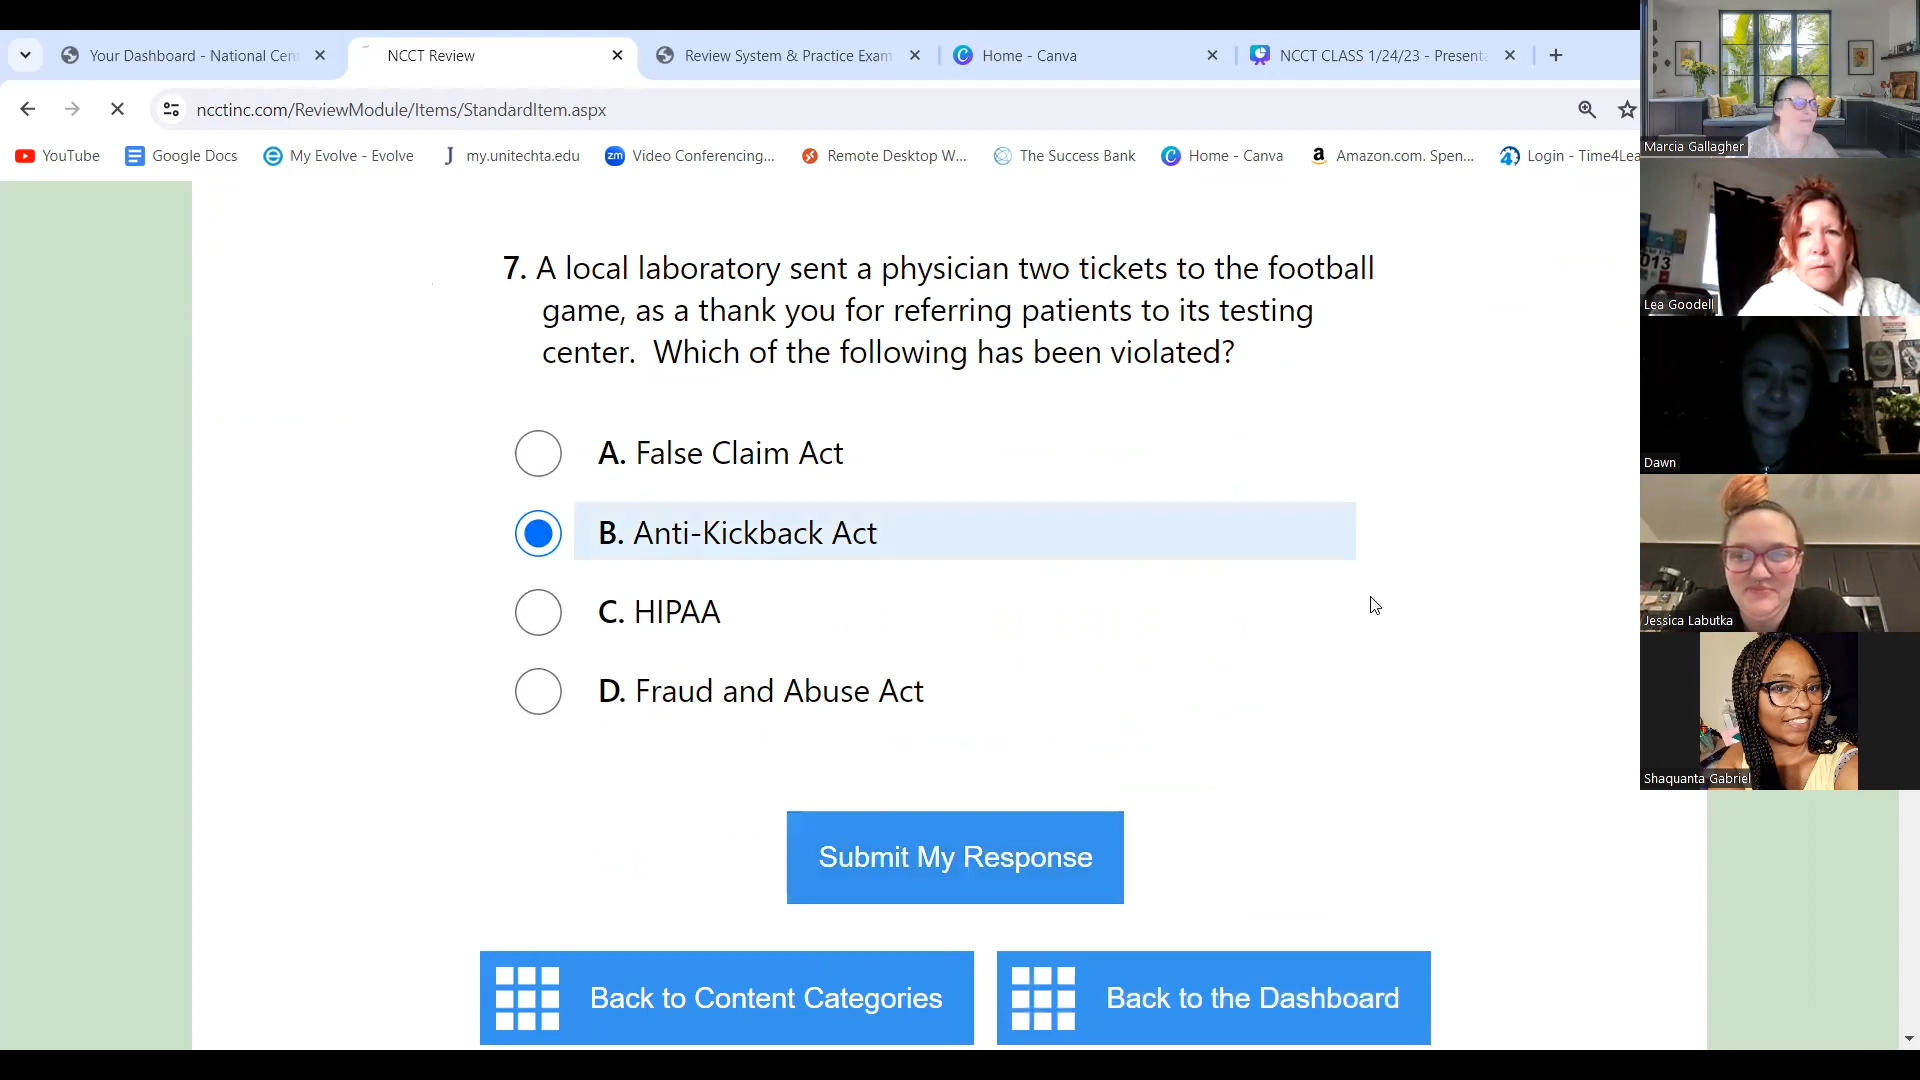 Your Dashboard - National Cen
NCCT Review
Review System & Practice Exam
Home - Canva
NCCT CLASS 1/24/23 - Presenta
ncctinc.com/ReviewModule/Items/StandardItem.aspx
YouTube
Google Docs
My Evolve - Evolve
my.unitechta.edu
zm Video Conferencing...
Remote Desktop W...
The Success Bank
Home - Canva
Amazon.com. Spen...
Login - Time4Lea
7. A local laboratory sent a physician two tickets to the football
game, as a thank you for referring patients to its testing
center. Which of the following has been violated?
A. False Claim Act
B. Anti-Kickback Act
C. HIPAA
D. Fraud and Abuse Act
Submit My Response
Back to Content Categories
Back to the Dashboard
Marcia Gallagher
2013
Lea Goodell
Dawn
Jessica Labutka
Shaquanta Gabriel